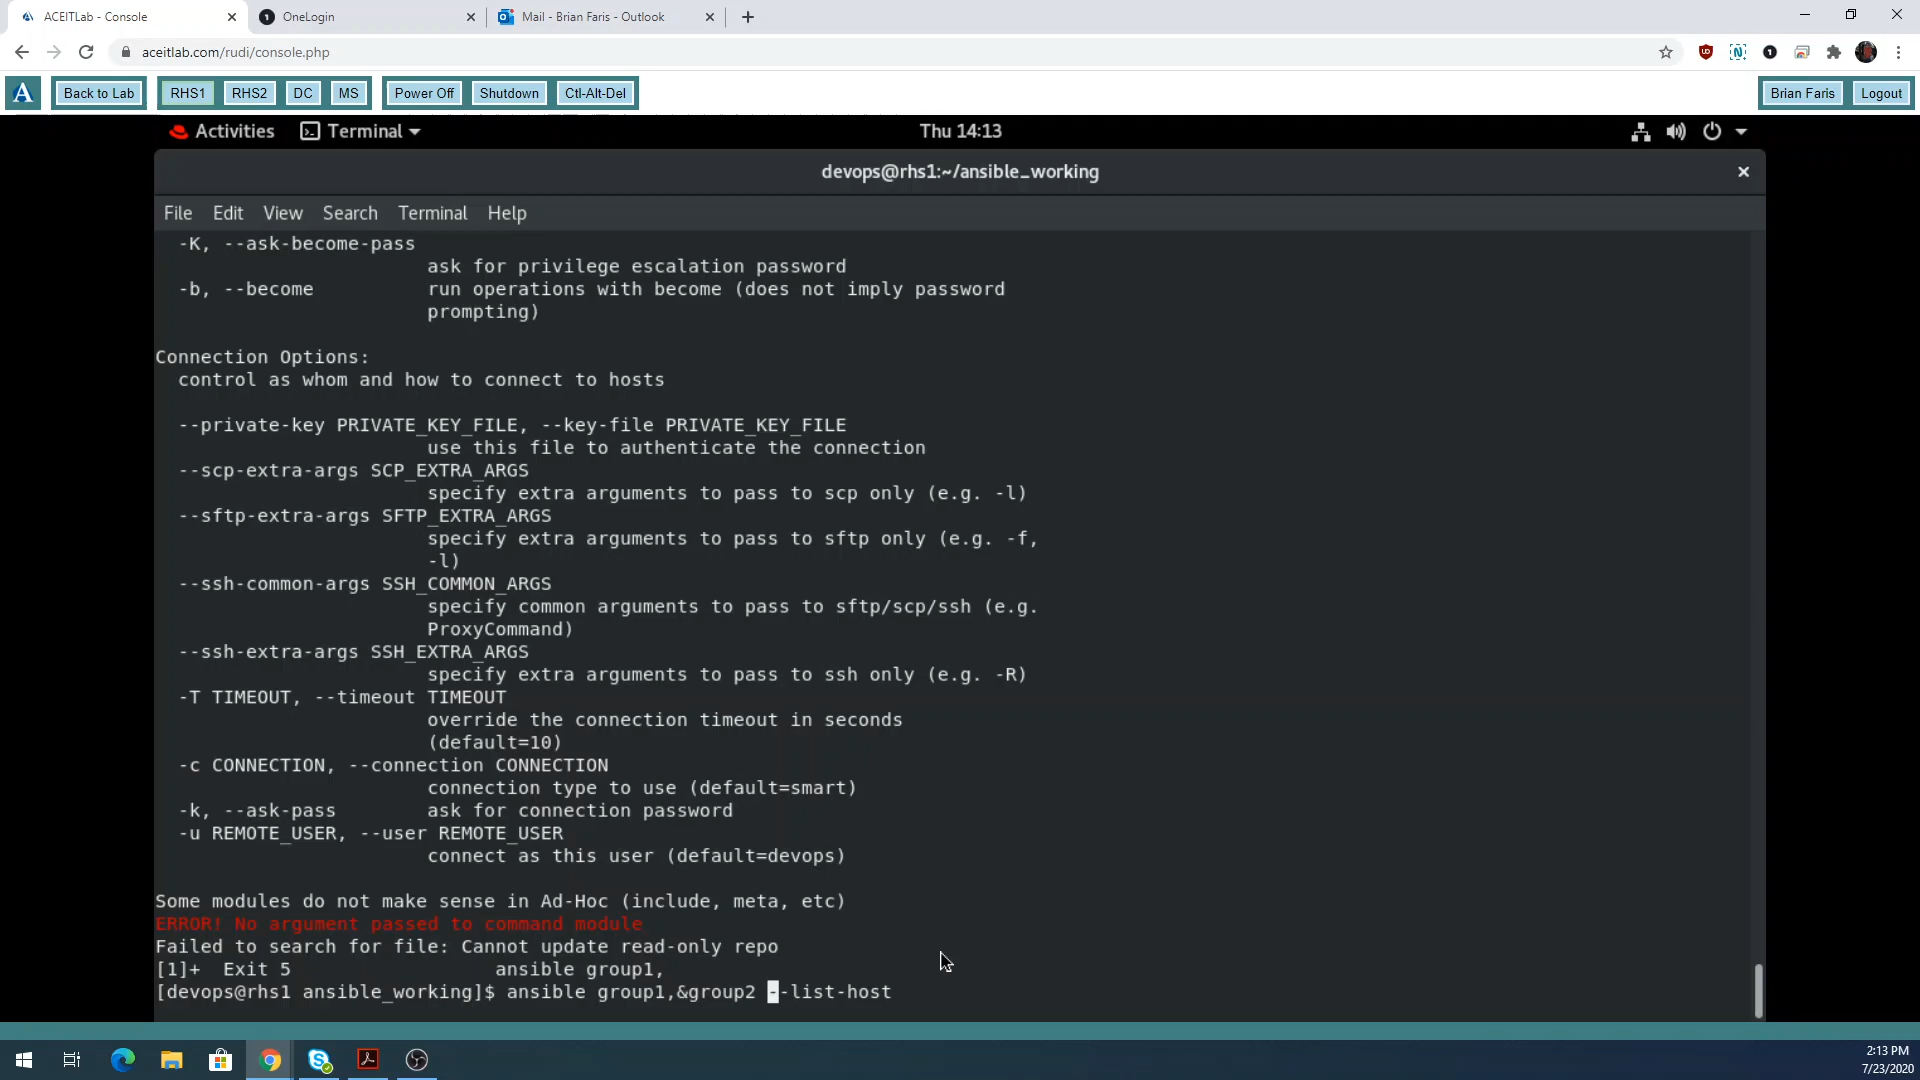 ACEITLab - Console
OneLogin
Mail - Brian Faris - Outlook
aceitlab.com/rudi/console.php
Back to Lab RHS1 RHS2 DC MS Power Off Shutdown Ctl-Alt-Del Brian Faris Logout
Activities Terminal Thu 14:13
devops@rhs1:~/ansible_working
File Edit View Search Terminal Help
-K, --ask-become-pass
ask for privilege escalation password
-b, --become run operations with become (does not imply password
prompting)
Connection Options:
control as whom and how to connect to hosts
--private-key PRIVATE_KEY_FILE, --key-file PRIVATE_KEY_FILE
use this file to authenticate the connection
--scp-extra-args SCP_EXTRA_ARGS
specify extra arguments to pass to scp only (e.g. -l)
--sftp-extra-args SFTP_EXTRA_ARGS
specify extra arguments to pass to sftp only (e.g. -f,
-l)
--ssh-common-args SSH_COMMON_ARGS
specify common arguments to pass to sftp/scp/ssh (e.g.
ProxyCommand)
--ssh-extra-args SSH_EXTRA_ARGS
specify extra arguments to pass to ssh only (e.g. -R)
-T TIMEOUT, --timeout TIMEOUT
override the connection timeout in seconds
(default=10)
-c CONNECTION, --connection CONNECTION
connection type to use (default=smart)
-k, --ask-pass ask for connection password
-u REMOTE_USER, --user REMOTE_USER
connect as this user (default=devops)
Some modules do not make sense in Ad-Hoc (include, meta, etc)
ERROR! No argument passed to command module
Failed to search for file: Cannot update read-only repo
[1]+ Exit 5 ansible group1,
[devops@rhs1 ansible_working]$ ansible group1,&group2 --list-host
2:13 PM
7/23/2020